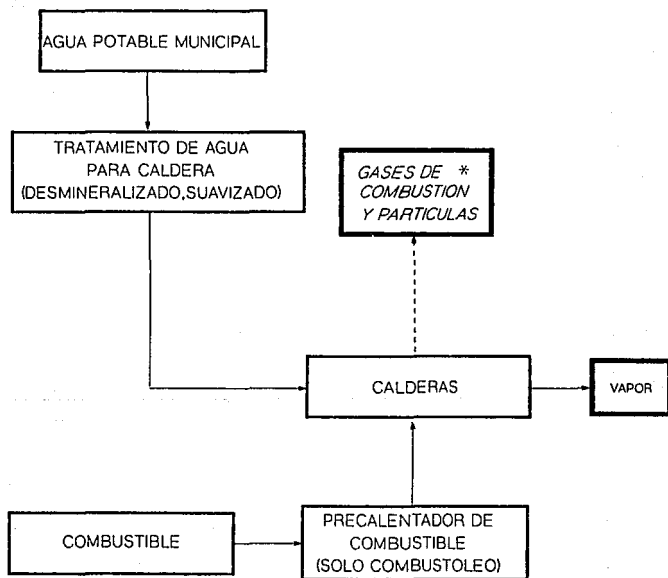 AGUA POTABLE MUNICIPAL
TRATAMIENTO DE AGUA
PARA CALDERA
(DESMINERALIZADO,SUAVIZADO)
GASES DE *
COMBUSTION
Y PARTICULAS
CALDERAS
VAPOR
COMBUSTIBLE
PRECALENTADOR DE
COMBUSTIBLE
(SOLO COMBUSTOLEO)